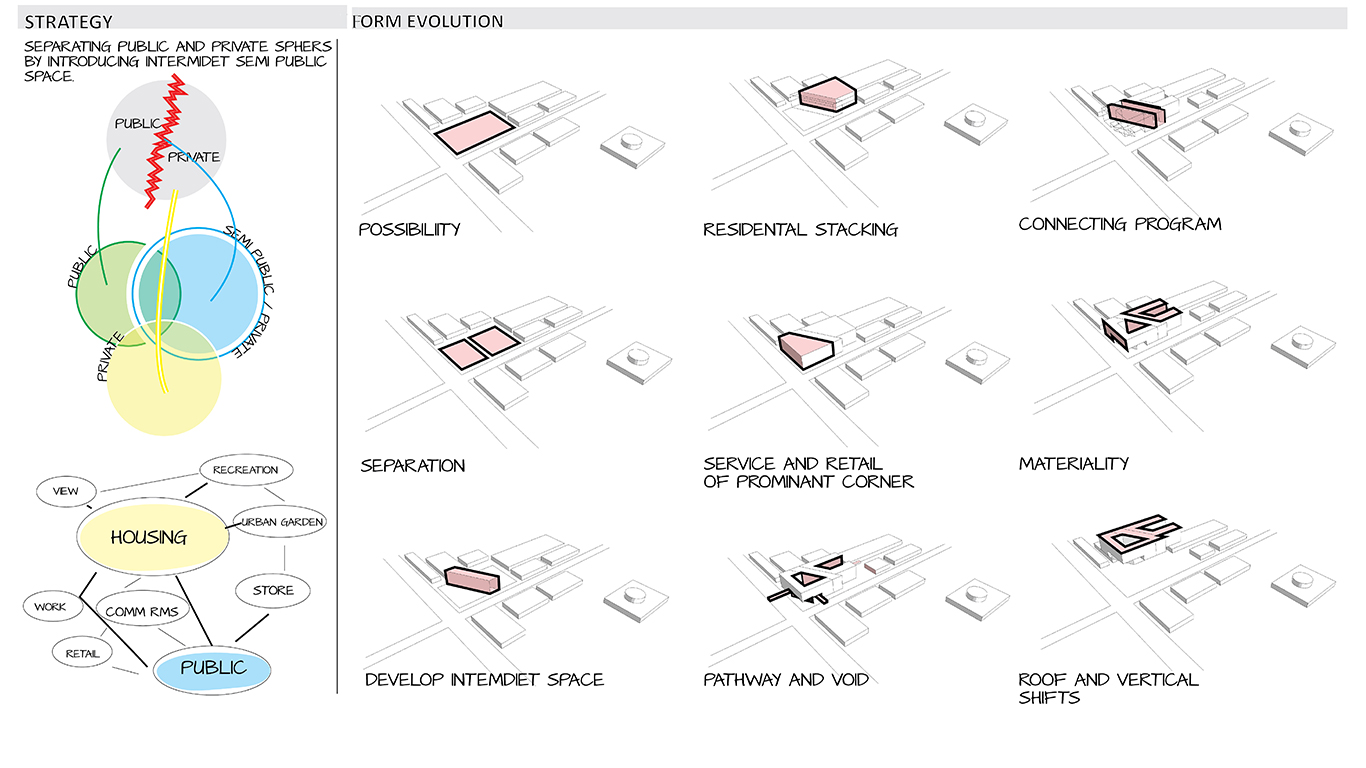 STRATEGY
SEPARATING PUBLIC AND PRIVATE SPHERS
BY INTRODUCING INTERMIDET SEMI PUBLIC
SPACE.
PUBLIC
PRIVATE
PUBLIC
SEMI PUBLIC / PRIVATE
PRIVATE
RECREATION
VIEW
URBAN GARDEN
HOUSING
STORE
WORK
COMM RMS
RETAIL
PUBLIC
FORM EVOLUTION
POSSIBILIITY
RESIDENTAL STACKING
CONNECTING PROGRAM
SEPARATION
SERVICE AND RETAIL
OF PROMINANT CORNER
MATERIALITY
DEVELOP INTEMDIET SPACE
PATHWAY AND VOID
ROOF AND VERTICAL
SHIFTS